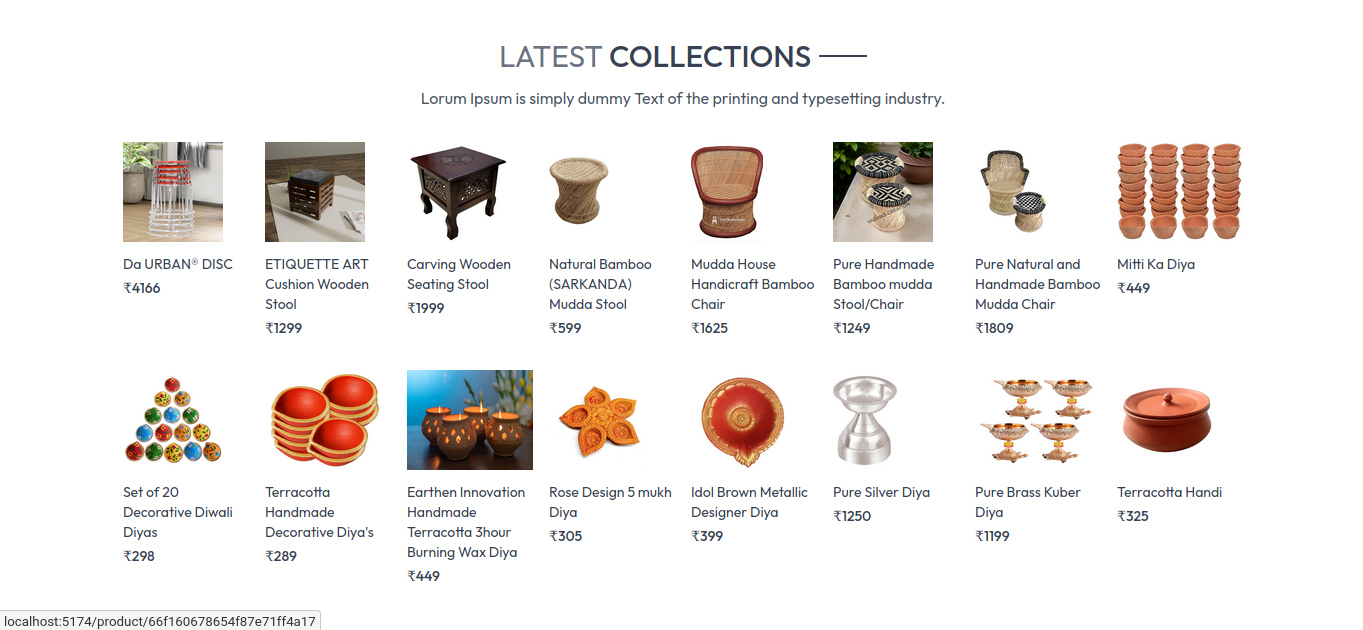 LATEST COLLECTIONS
Lorum Ipsum is simply dummy Text of the printing and typesetting industry.
Da URBAN® DISC
₹4166
ETIQUETTE ART
Cushion Wooden
Stool
₹1299
Carving Wooden
Seating Stool
₹1999
Natural Bamboo
(SARKANDA)
Mudda Stool
₹599
Mudda House
Handicraft Bamboo
Chair
₹1625
Pure Handmade
Bamboo mudda
Stool/Chair
₹1249
Pure Natural and
Handmade Bamboo
Mudda Chair
₹1809
Mitti Ka Diya
₹449
Set of 20
Decorative Diwali
Diyas
₹298
Terracotta
Handmade
Decorative Diya's
₹289
Earthen Innovation
Handmade
Terracotta 3hour
Burning Wax Diya
₹449
Rose Design 5 mukh
Diya
₹305
Idol Brown Metallic
Designer Diya
₹399
Pure Silver Diya
₹1250
Pure Brass Kuber
Diya
₹1199
Terracotta Handi
₹325
localhost:5174/product/66f160678654f87e71ff4a17